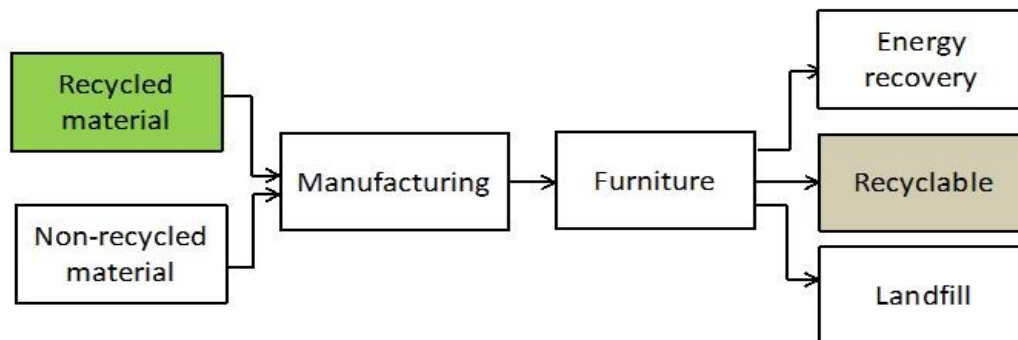 Recycled
material
Non-recycled
material
Manufacturing
Furniture
Energy
recovery
Recyclable
Landfill